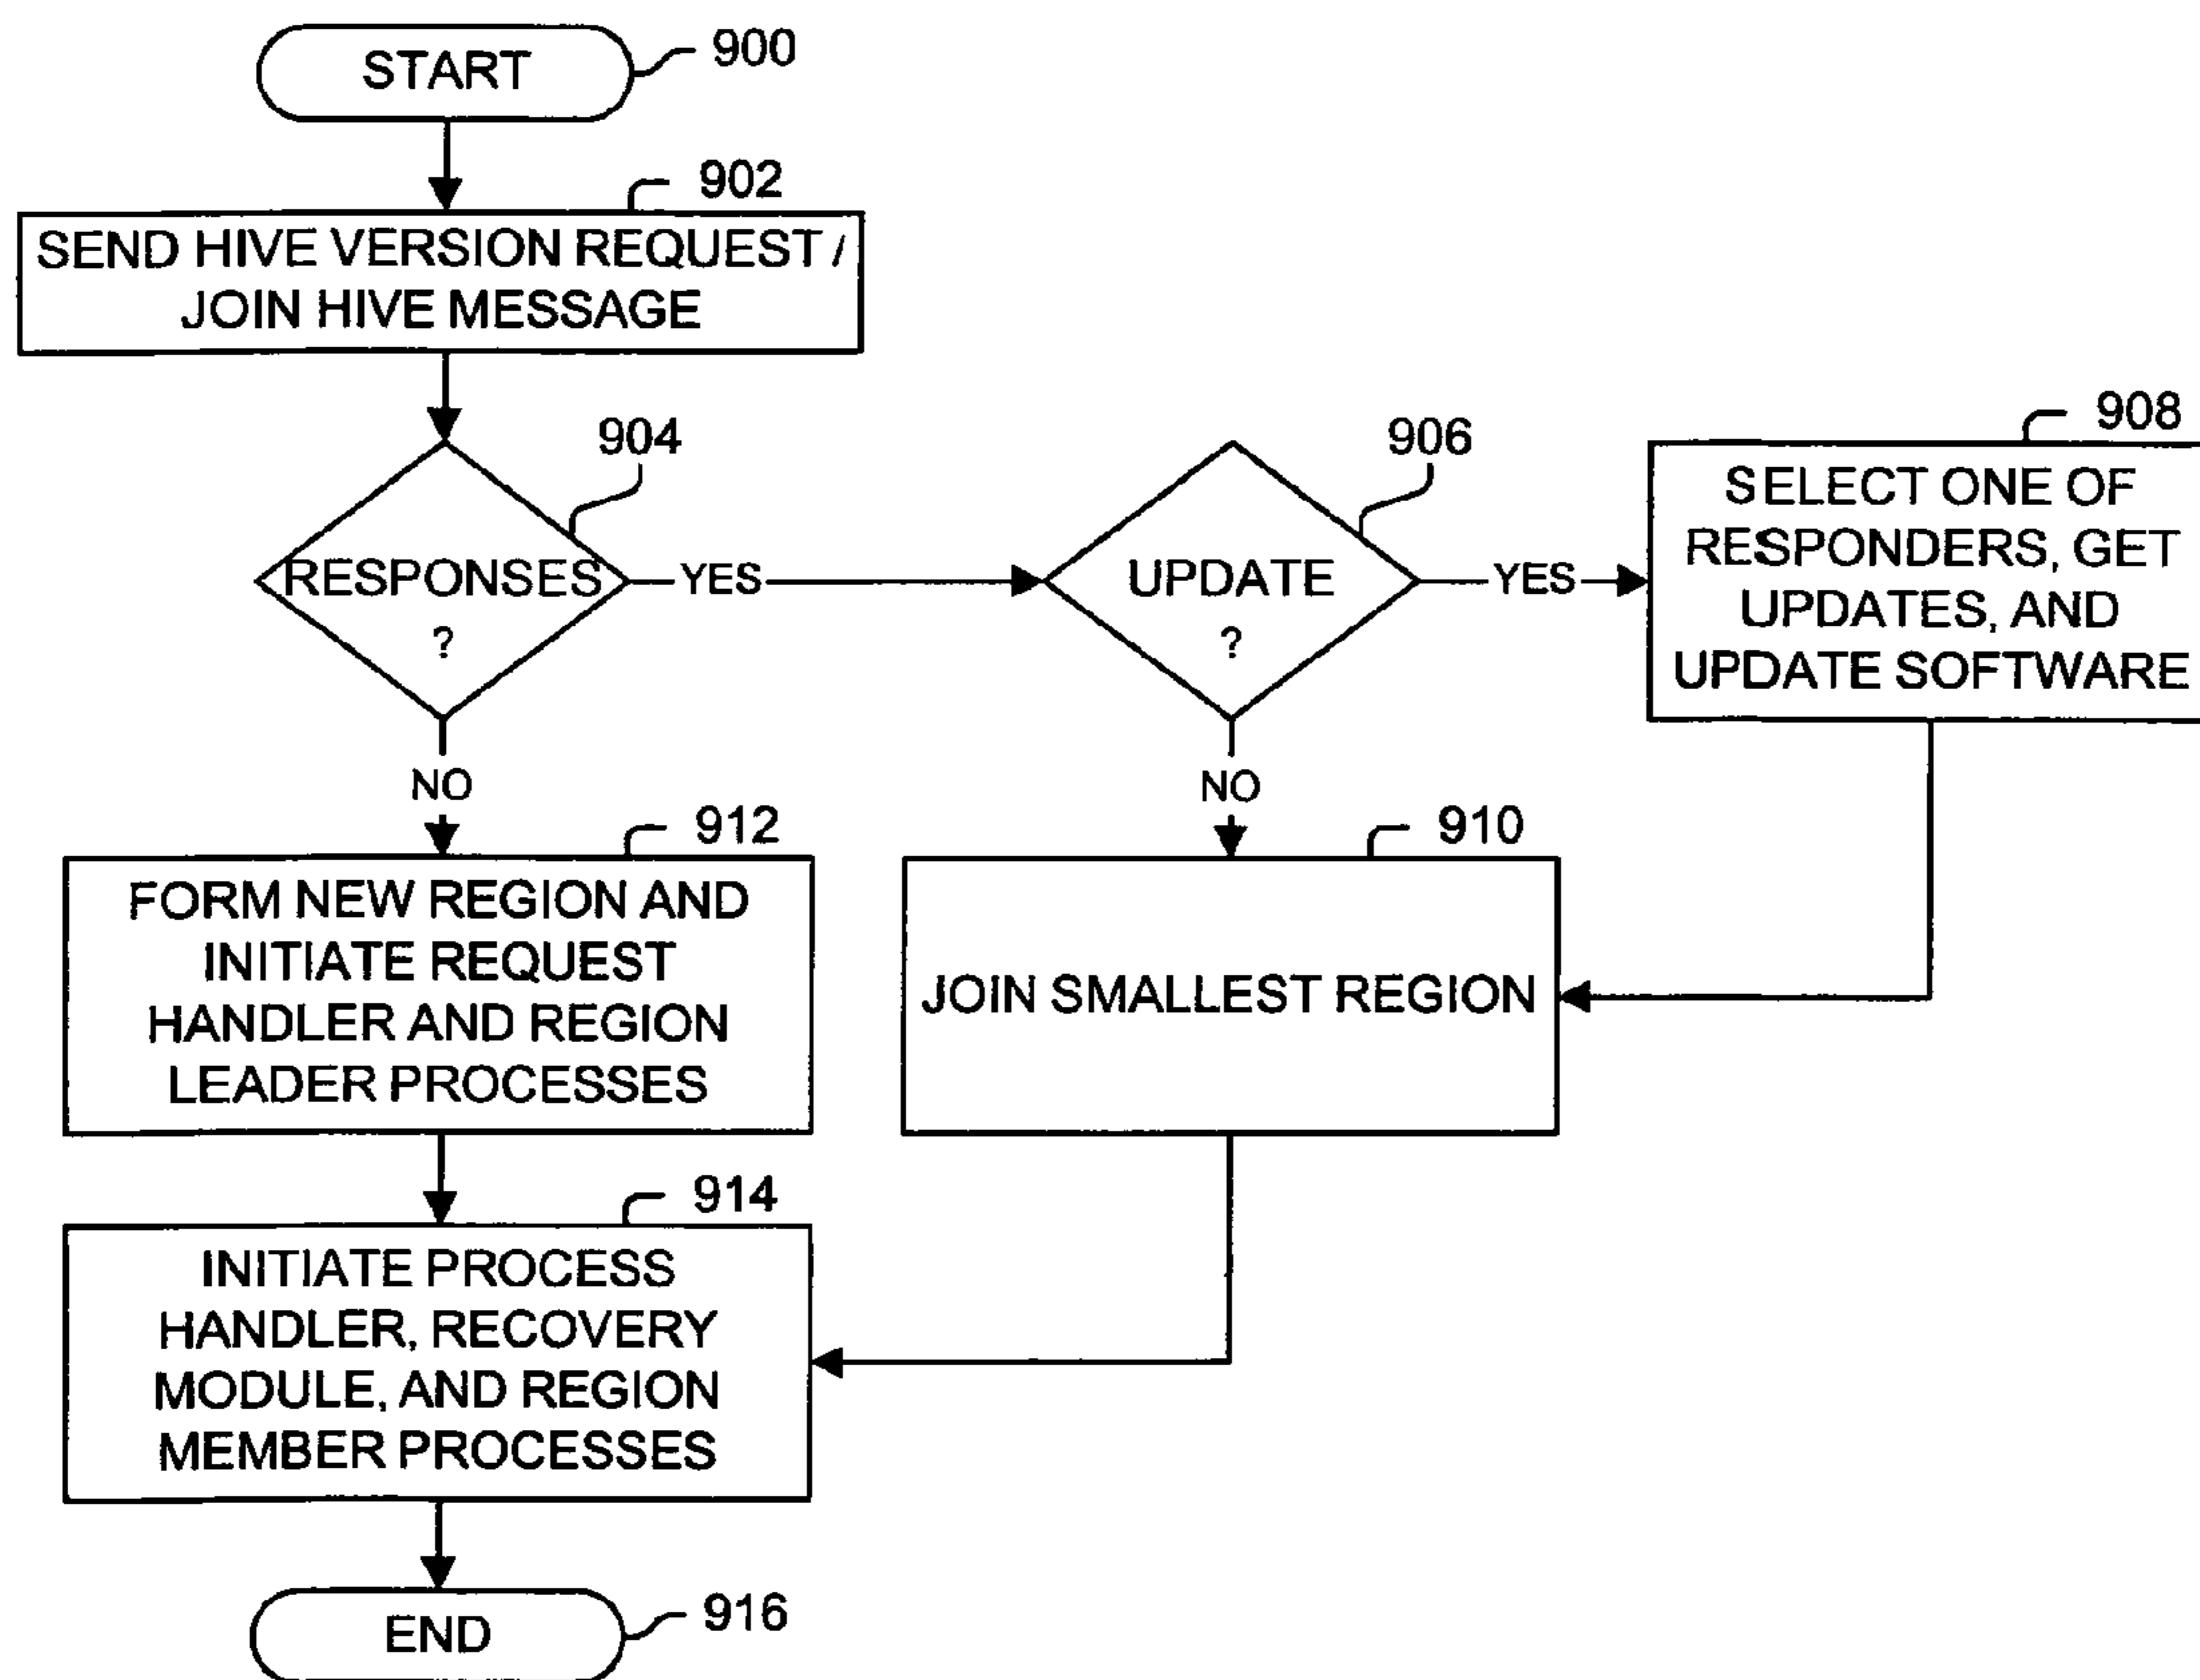 START
900
902
SEND HIVE VERSION REQUEST /
JOIN HIVE MESSAGE
904
RESPONSES
?
YES
906
UPDATE
?
YES
908
SELECT ONE OF
RESPONDERS, GET
UPDATES, AND
UPDATE SOFTWARE
NO
NO
912
FORM NEW REGION AND
INITIATE REQUEST
HANDLER AND REGION
LEADER PROCESSES
910
JOIN SMALLEST REGION
914
INITIATE PROCESS
HANDLER, RECOVERY
MODULE, AND REGION
MEMBER PROCESSES
END
916